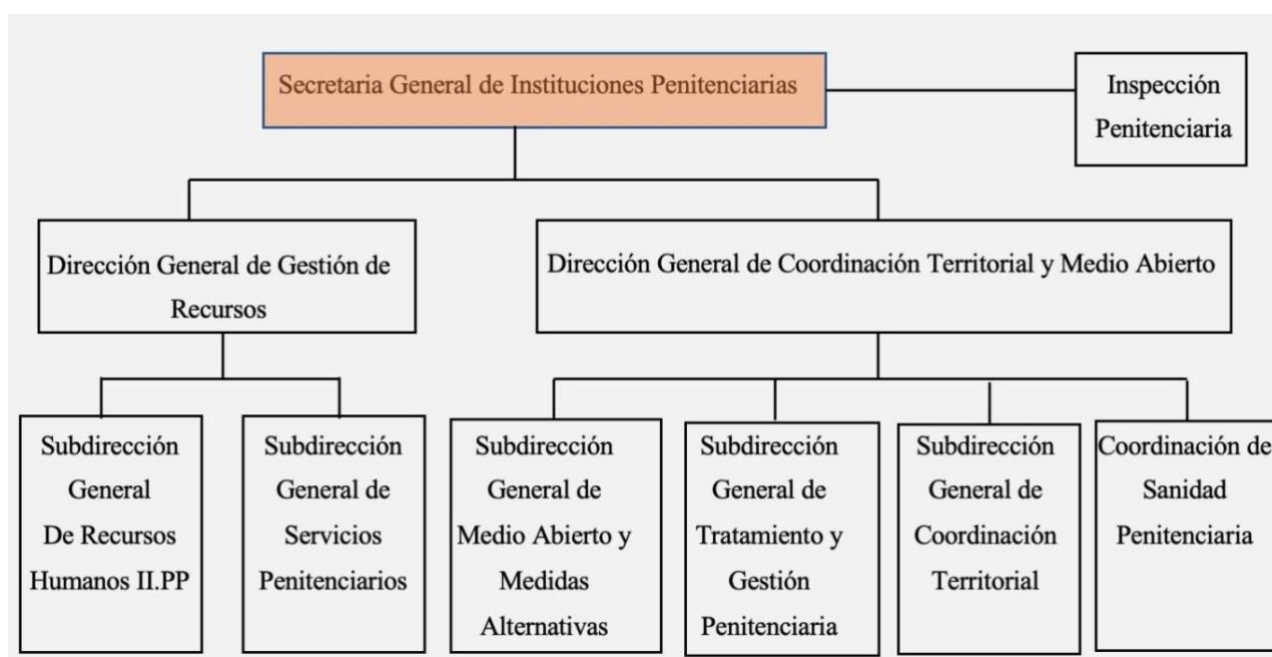 Secretaria General de Instituciones Penitenciarias
Inspección
Penitenciaria
Dirección General de Gestión de
Recursos
Dirección General de Coordinación Territorial y Medio Abierto
Subdirección
General
De Recursos
Humanos II.PP
Subdirección
General de
Servicios
Penitenciarios
Subdirección
General de
Medio Abierto y
Medidas
Alternativas
Subdirección
General de
Tratamiento y
Gestión
Penitenciaria
Subdirección
General de
Coordinación
Territorial
Coordinación de
Sanidad
Penitenciaria